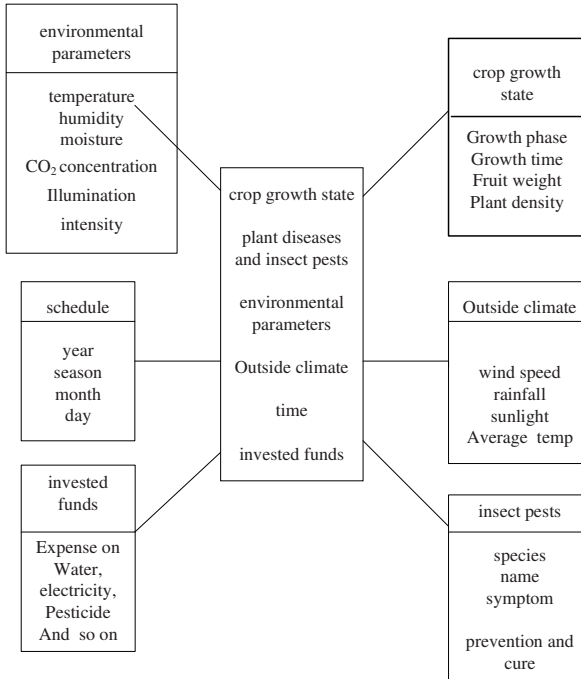 environmental
parameters
temperature
humidity
moisture
CO₂ concentration
Illumination
intensity
schedule
year
season
month
day
invested
funds
Expense on
Water,
electricity,
Pesticide
And so on
crop growth state
plant diseases
and insect pests
environmental
parameters
Outside climate
time
invested funds
crop growth
state
Growth phase
Growth time
Fruit weight
Plant density
Outside climate
wind speed
rainfall
sunlight
Average temp
insect pests
species
name
symptom
prevention and
cure